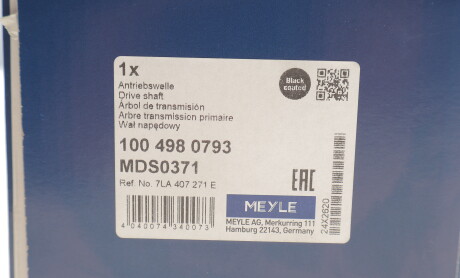 1x
Antriebswelle
Drive shaft
Árbol de transmisión
Arbre transmission primaire
Wał napędowy
Black coated
100 498 0793
MDS0371
Ref. No. 7LA 407 271 E
EAC
MEYLE
4 040074 340073
MEYLE AG, Merkurring 111
Hamburg 22143, Germany
24X2620